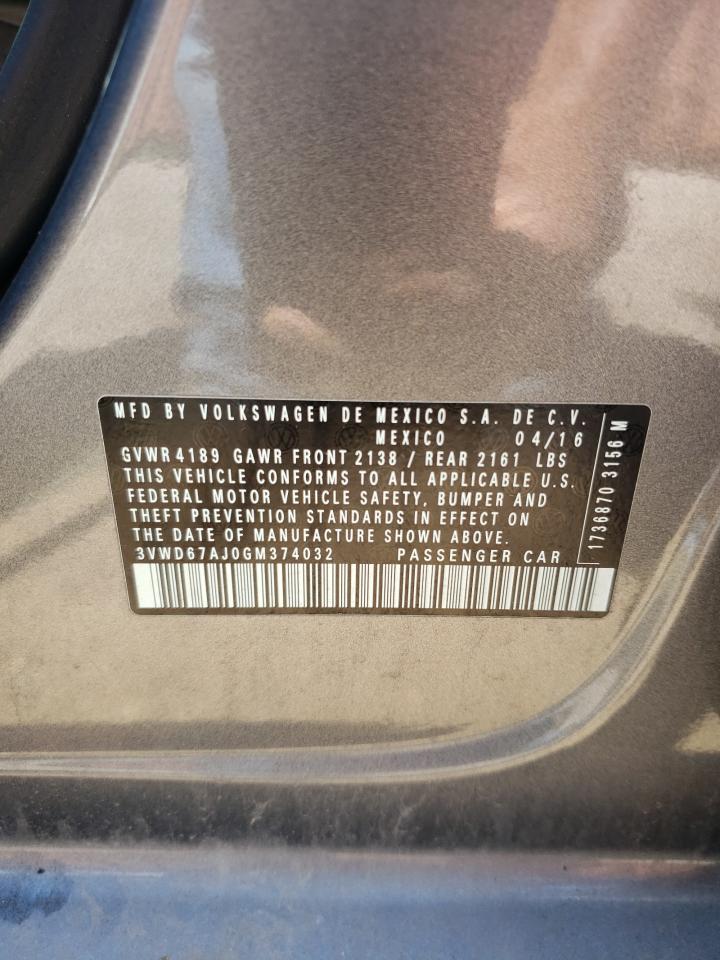 MFD BY VOLKSWAGEN DE MEXICO S.A. DE C.V.
MEXICO 04/16
GVWR 4189 GAWR FRONT 2138 / REAR 2161 LBS
THIS VEHICLE CONFORMS TO ALL APPLICABLE U.S.
FEDERAL MOTOR VEHICLE SAFETY, BUMPER AND
THEFT PREVENTION STANDARDS IN EFFECT ON
THE DATE OF MANUFACTURE SHOWN ABOVE.
3VWD67AJ0GM374032 PASSENGER CAR
1736870 3156 M